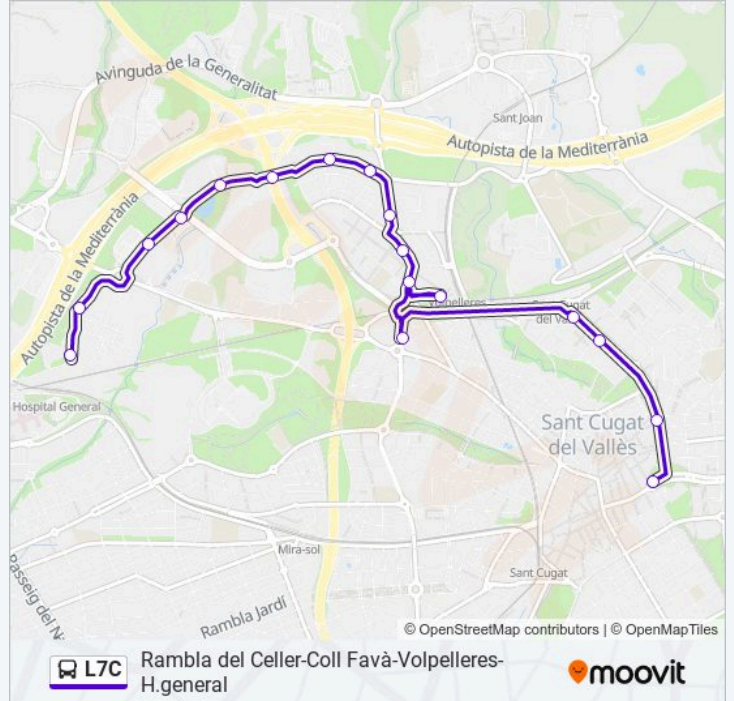 Avinguda de la Generalitat
Sant Joan
Autopista de la Mediterrània
Autopista de la Mediterrània
Volpelleres
Sant Cugat
del Vallès
Hospital General
Sant Cugat
del Vallès
Mira-sol
Sant Cugat
Passeig del N
Rambla Jardí
© OpenStreetMap contributors | © OpenMapTiles
L7C
Rambla del Celler-Coll Favà-Volpelleres-
H.general
moovit